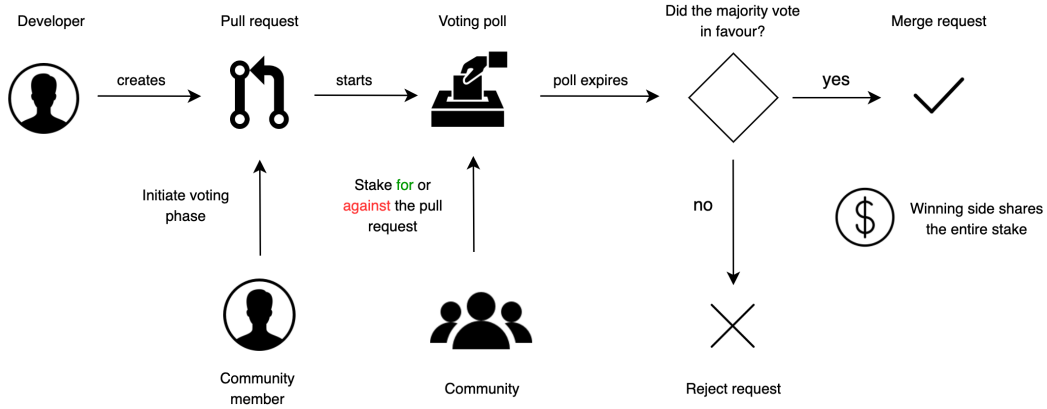 Developer
Pull request
Voting poll
Did the majority vote
in favour?
Merge request
creates
starts
poll expires
yes
Initiate voting
phase
Stake for or
against the pull
request
no
$
Winning side shares
the entire stake
Community
member
Community
Reject request